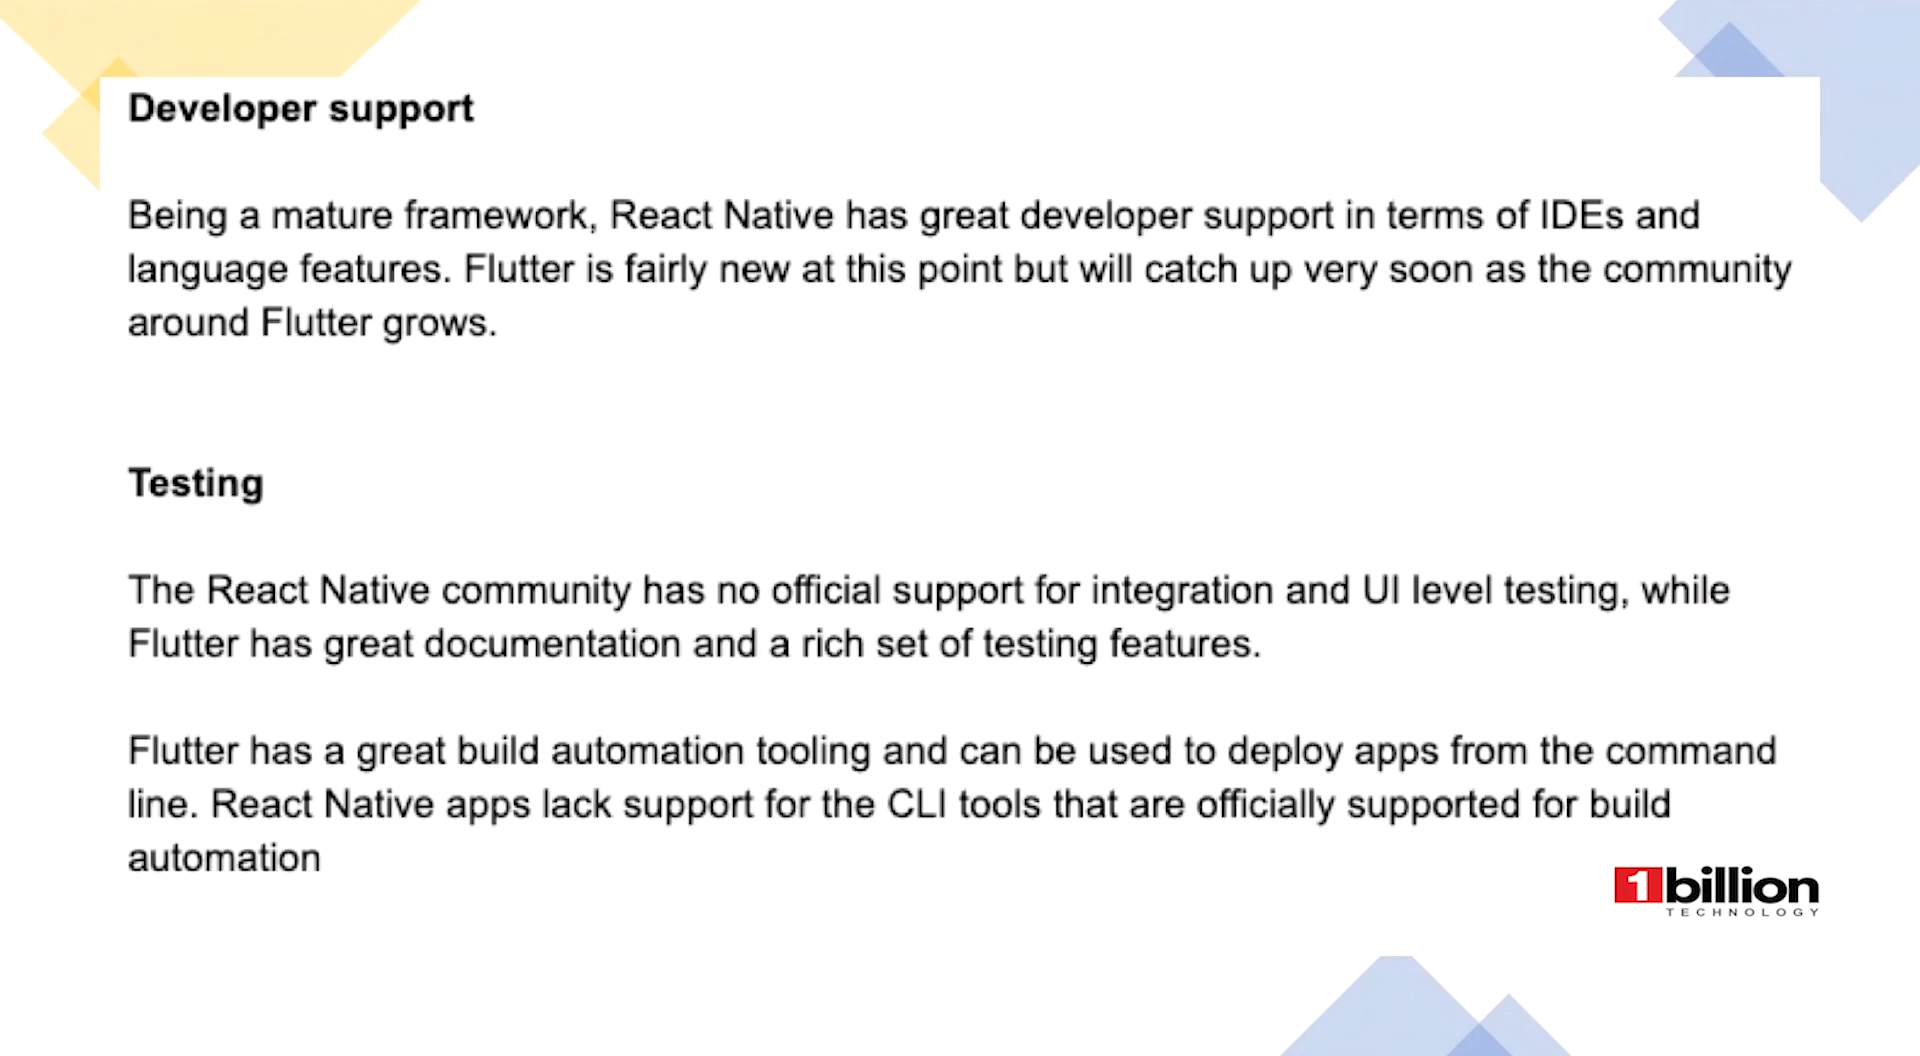 Developer support
Being a mature framework, React Native has great developer support in terms of IDEs and
language features. Flutter is fairly new at this point but will catch up very soon as the community
around Flutter grows.
Testing
The React Native community has no official support for integration and UI level testing, while
Flutter has great documentation and a rich set of testing features.
Flutter has a great build automation tooling and can be used to deploy apps from the command
line. React Native apps lack support for the CLI tools that are officially supported for build
automation
1billion
TECHNOLOGY